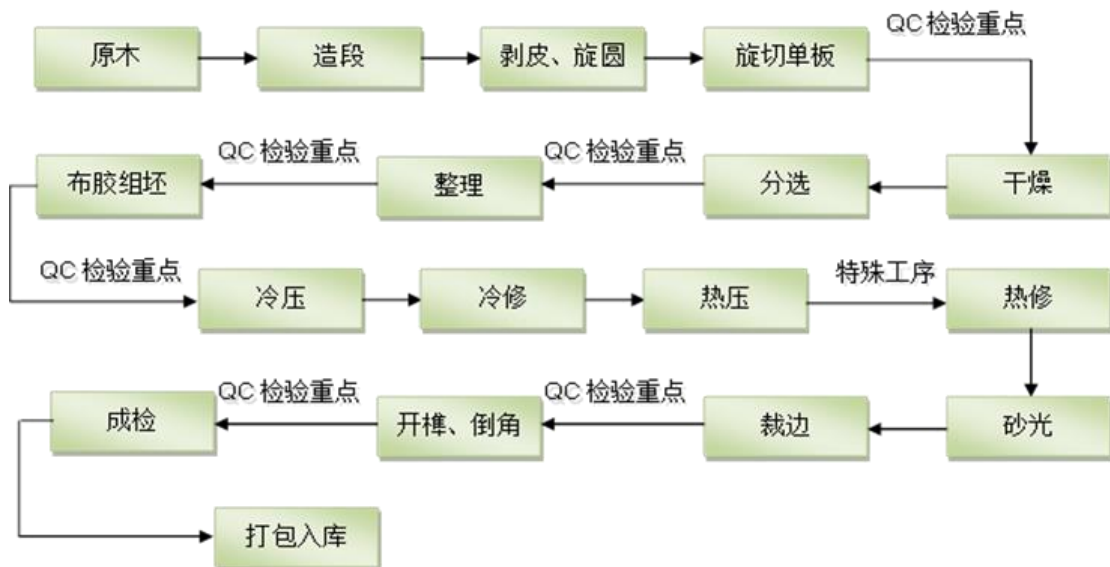 原木
造段
剥皮、旋圆
旋切单板
QC 检验重点
干燥
分选
QC 检验重点
整理
QC 检验重点
布胶组坯
QC 检验重点
冷压
冷修
热压
特殊工序
热修
砂光
裁边
QC 检验重点
开榫、倒角
QC 检验重点
成检
打包入库